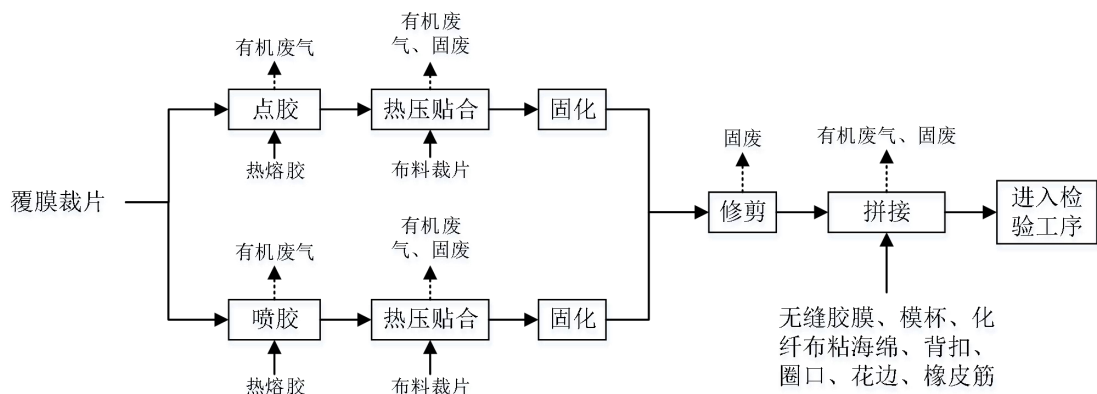 有机废气
有机废
气、固废
点胶
热压贴合
固化
热熔胶
布料裁片
固废
有机废气、固废
覆膜裁片
修剪
拼接
进入检
验工序
有机废气
有机废
气、固废
喷胶
热压贴合
固化
热熔胶
布料裁片
无缝胶膜、模杯、化
纤布粘海绵、背扣、
圈口、花边、橡皮筋